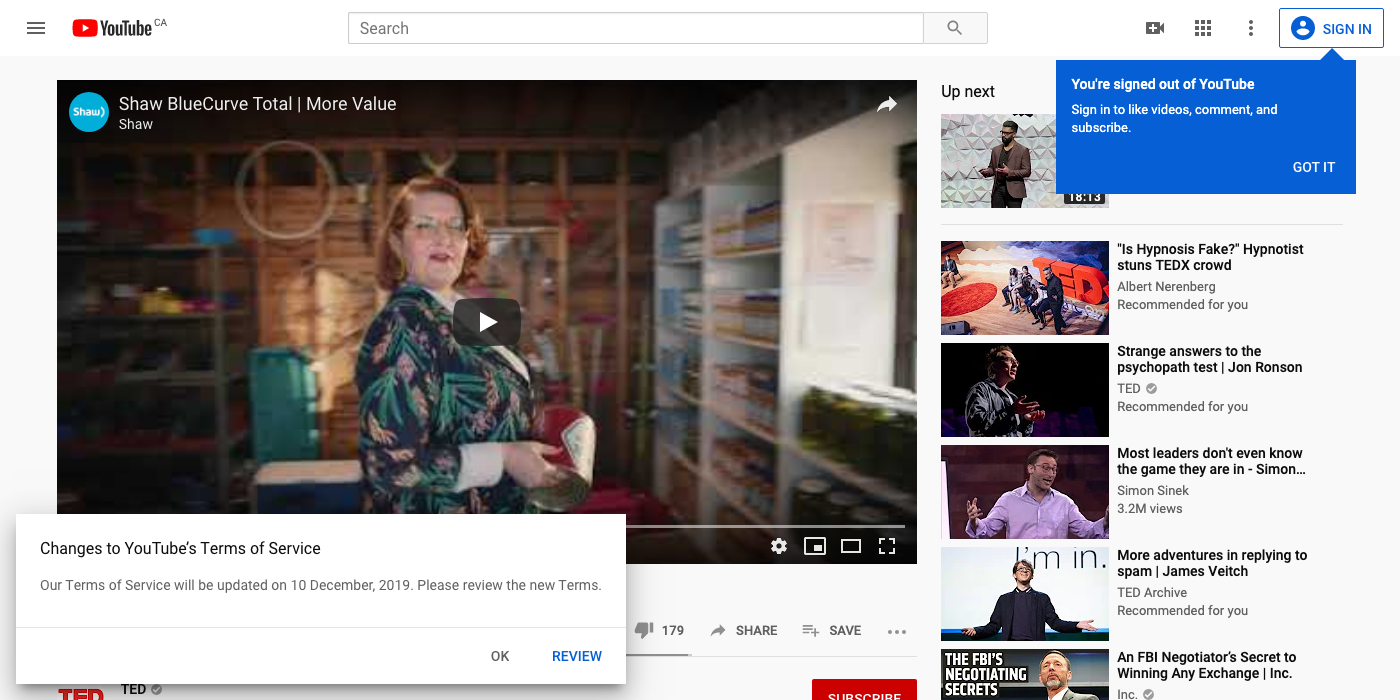 YouTube CA
Search
SIGN IN
You're signed out of YouTube
Sign in to like videos, comment, and
subscribe.
GOT IT
Shaw)
Shaw BlueCurve Total | More Value
Shaw
Up next
18:13
"Is Hypnosis Fake?" Hypnotist
stuns TEDX crowd
Albert Nerenberg
Recommended for you
TED
Strange answers to the
psychopath test | Jon Ronson
TED
Recommended for you
Most leaders don't even know
the game they are in - Simon…
Simon Sinek
3.2M views
I'm in.
More adventures in replying to
spam | James Veitch
TED Archive
Recommended for you
THE FBI'S
NEGOTIATING
SECRETS
An FBI Negotiator’s Secret to
Winning Any Exchange | Inc.
Inc.
Changes to YouTube’s Terms of Service
Our Terms of Service will be updated on 10 December, 2019. Please review the new Terms.
OK
REVIEW
179
SHARE
SAVE
TED
TED
SUBSCRIBE